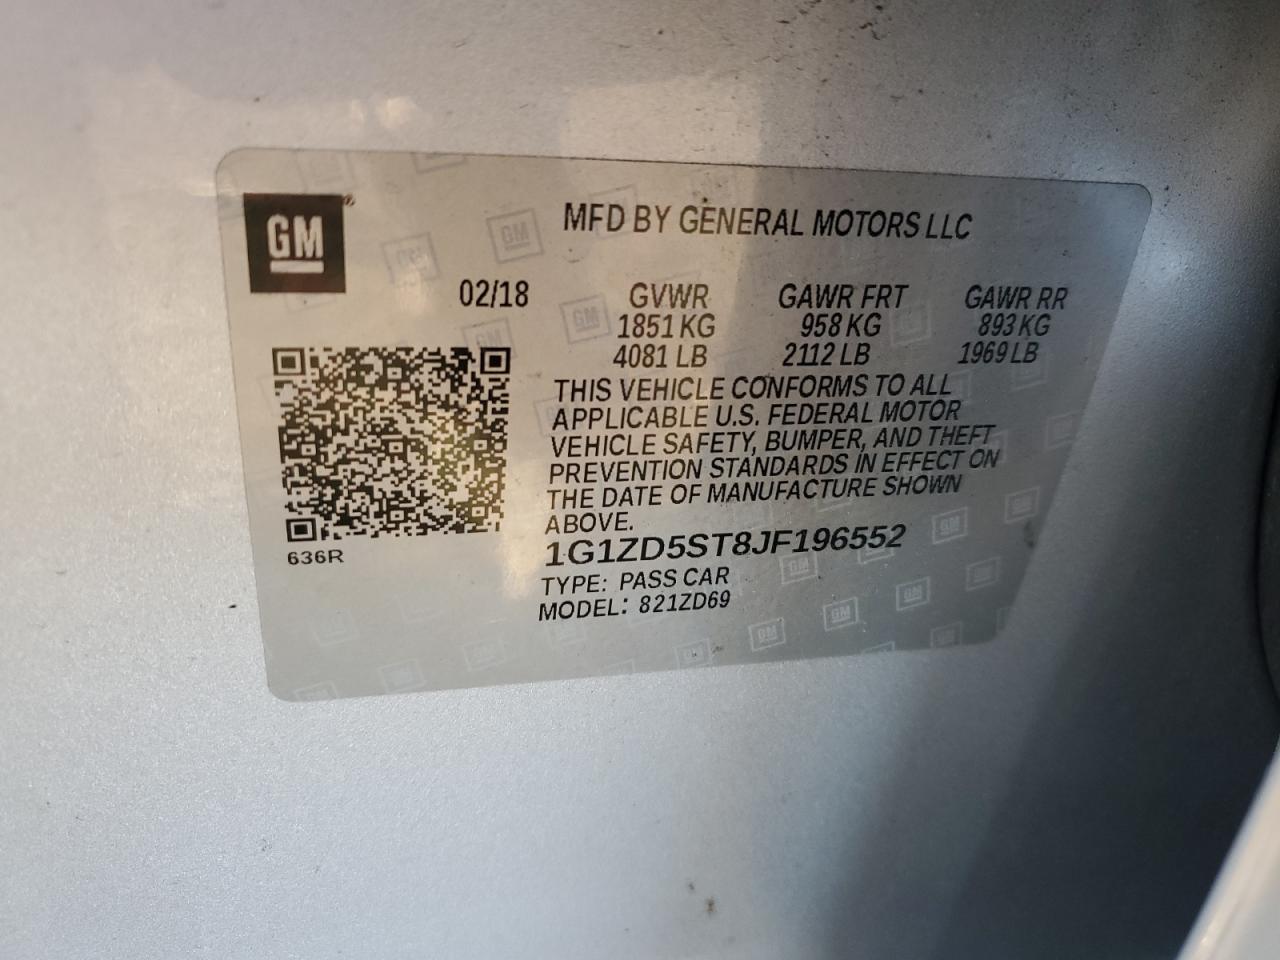 GM
MFD BY GENERAL MOTORS LLC
02/18 GVWR GAWR FRT GAWR RR
1851 KG 958 KG 893 KG
4081 LB 2112 LB 1969 LB
THIS VEHICLE CONFORMS TO ALL
APPLICABLE U.S. FEDERAL MOTOR
VEHICLE SAFETY, BUMPER, AND THEFT
PREVENTION STANDARDS IN EFFECT ON
THE DATE OF MANUFACTURE SHOWN
ABOVE.
636R
1G1ZD5ST8JF196552
TYPE: PASS CAR
MODEL: 821ZD69